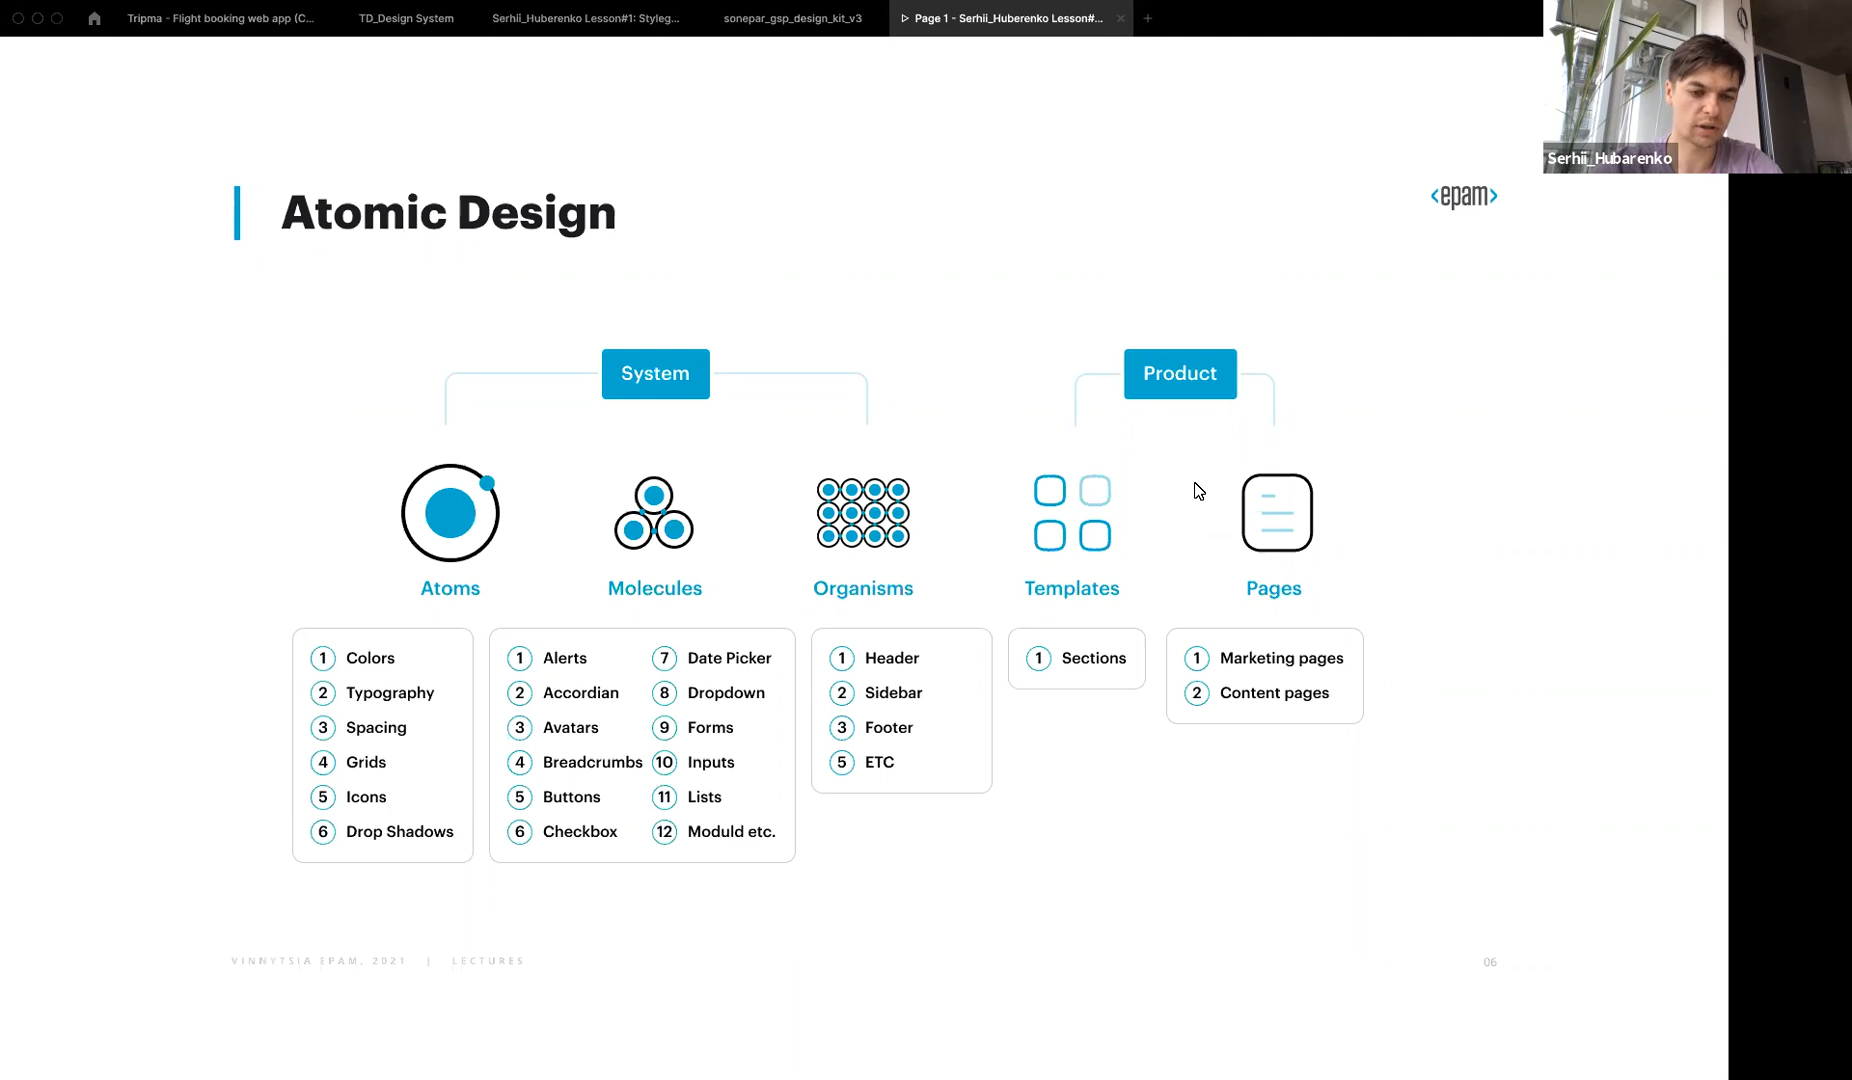 Tripma - Flight booking web app (C...
TD_Design System
Serhii_Huberenko Lesson#1: Styleg...
sonepar_gsp_design_kit_v3
Page 1 - Serhii_Huberenko Lesson#...
Serhii_Hubarenko
Atomic Design
<epam>
System
Product
Atoms
Molecules
Organisms
Templates
Pages
1 Colors
2 Typography
3 Spacing
4 Grids
5 Icons
6 Drop Shadows
1 Alerts
2 Accordian
3 Avatars
4 Breadcrumbs
5 Buttons
6 Checkbox
7 Date Picker
8 Dropdown
9 Forms
10 Inputs
11 Lists
12 Moduld etc.
1 Header
2 Sidebar
3 Footer
5 ETC
1 Sections
1 Marketing pages
2 Content pages
VINNYTSIA EPAM, 2021 | LECTURES
06